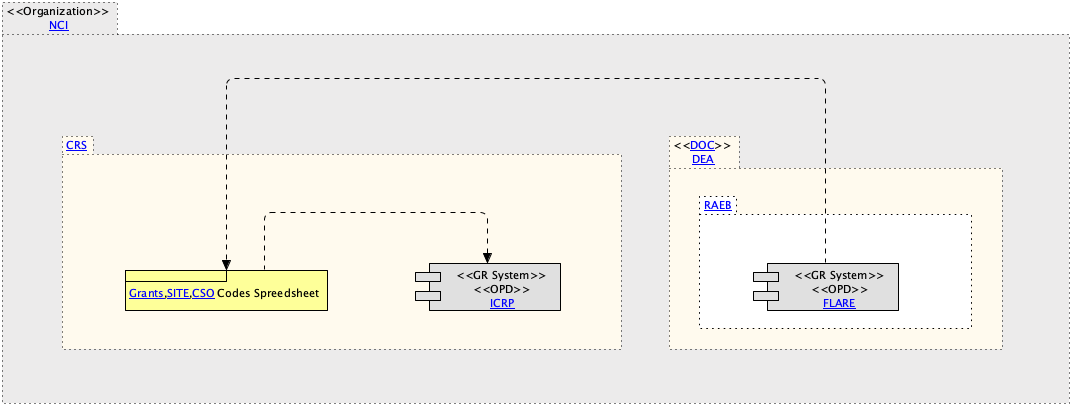 <<Organization>>
NCI
CRS
<<DOC>>
DEA
RAEB
Grants,SITE,CSO Codes Spreedsheet
<<GR System>>
<<OPD>>
ICRP
<<GR System>>
<<OPD>>
FLARE